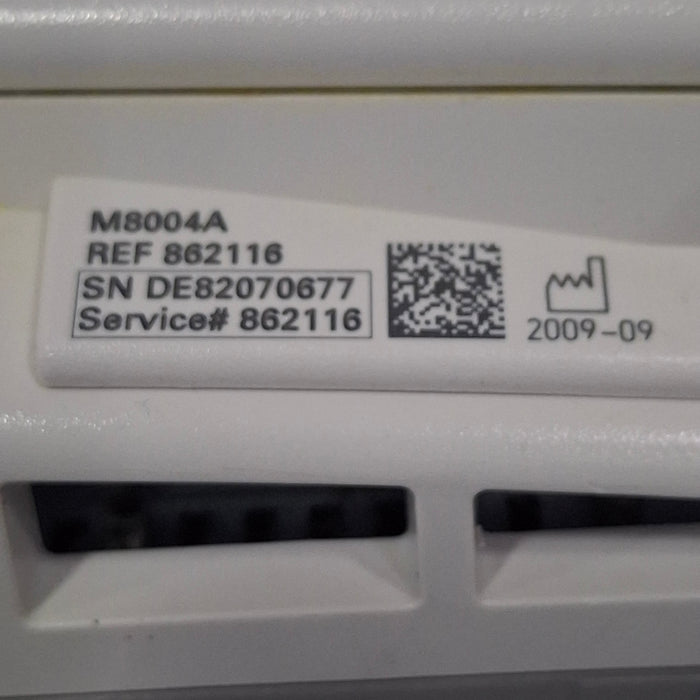 M8004A
REF 862116
SN DE82070677
Service# 862116
2009-09